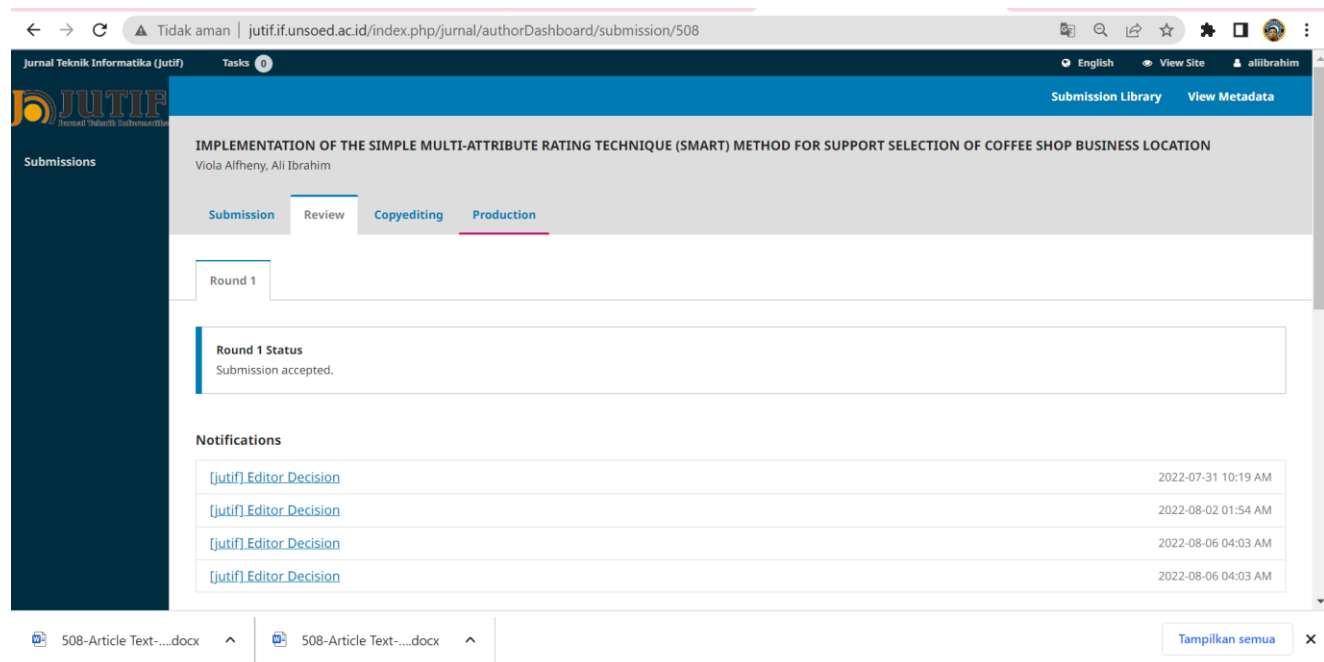 Tidak aman | jutif.if.unsoed.ac.id/index.php/jurnal/authorDashboard/submission/508
Jurnal Teknik Informatika (Jutif) Tasks 0 English View Site aliibrahim
JUTIF Submission Library View Metadata
Jurnal Teknik Informatika
Submissions
IMPLEMENTATION OF THE SIMPLE MULTI-ATTRIBUTE RATING TECHNIQUE (SMART) METHOD FOR SUPPORT SELECTION OF COFFEE SHOP BUSINESS LOCATION
Viola Alfheny, Ali Ibrahim
Submission Review Copyediting Production
Round 1
Round 1 Status
Submission accepted.
Notifications
[jutif] Editor Decision 2022-07-31 10:19 AM
[jutif] Editor Decision 2022-08-02 01:54 AM
[jutif] Editor Decision 2022-08-06 04:03 AM
[jutif] Editor Decision 2022-08-06 04:03 AM
508-Article Text-....docx 508-Article Text-....docx Tampilkan semua